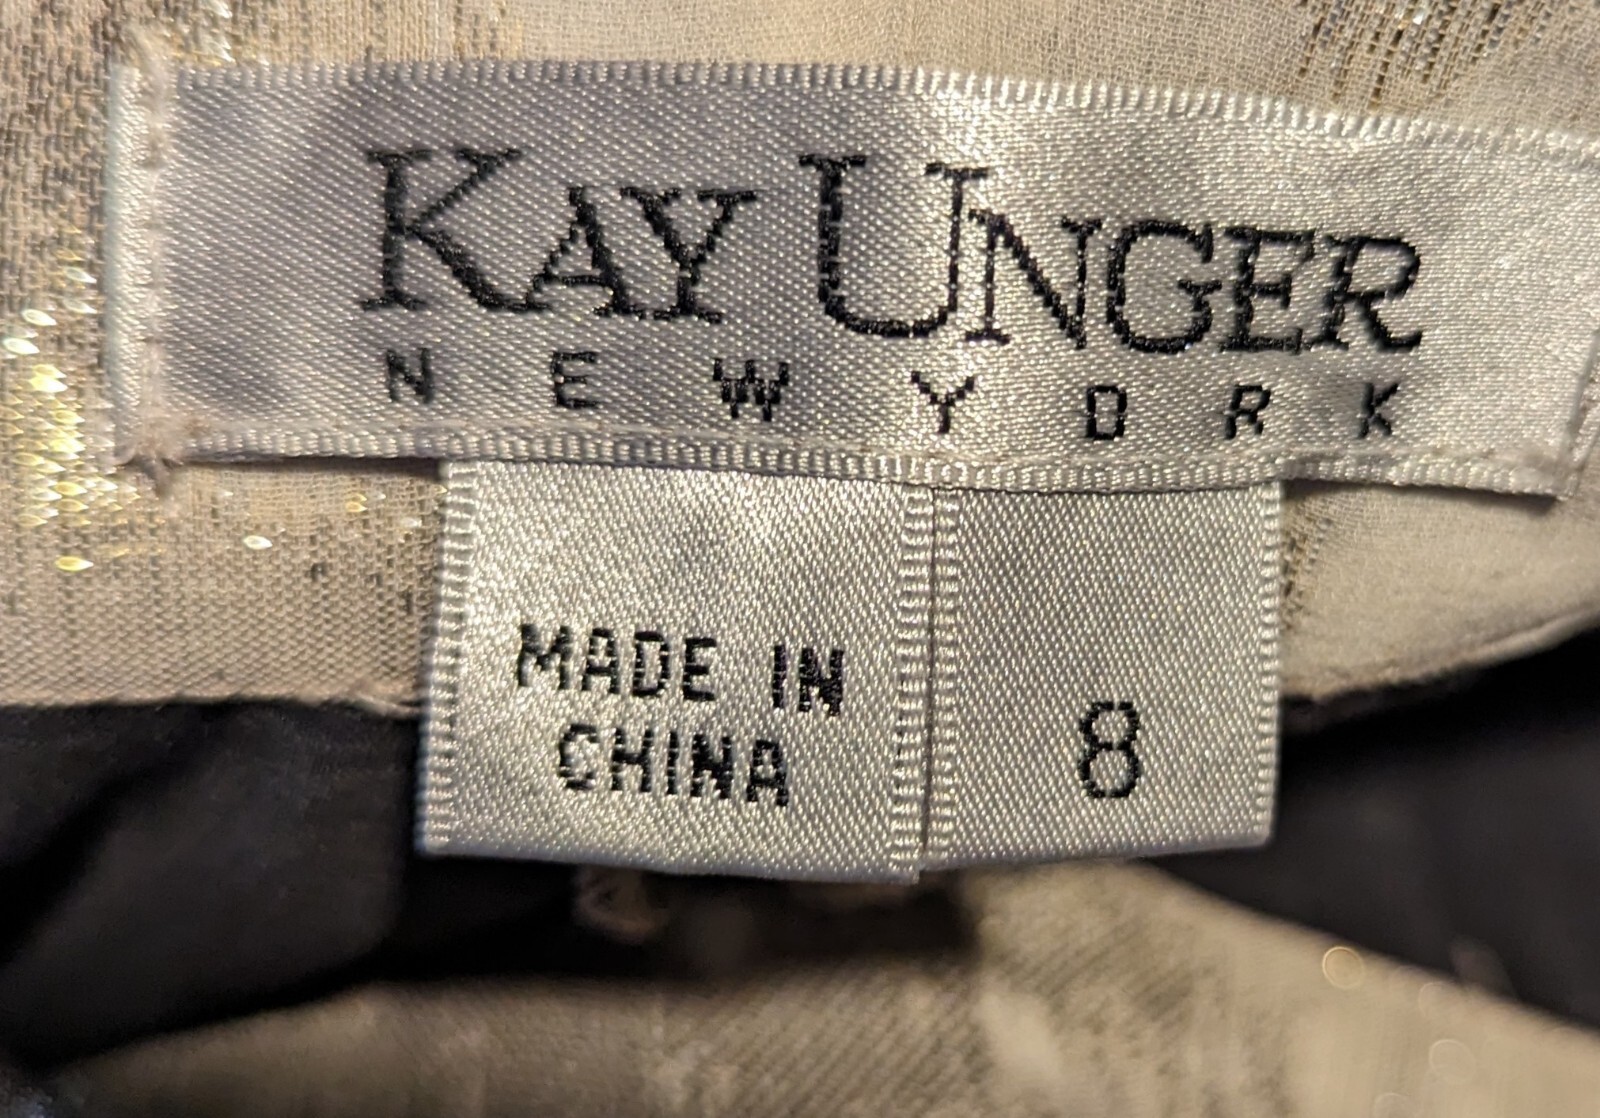 KAY UNGER
NEW YORK
MADE IN
CHINA
8